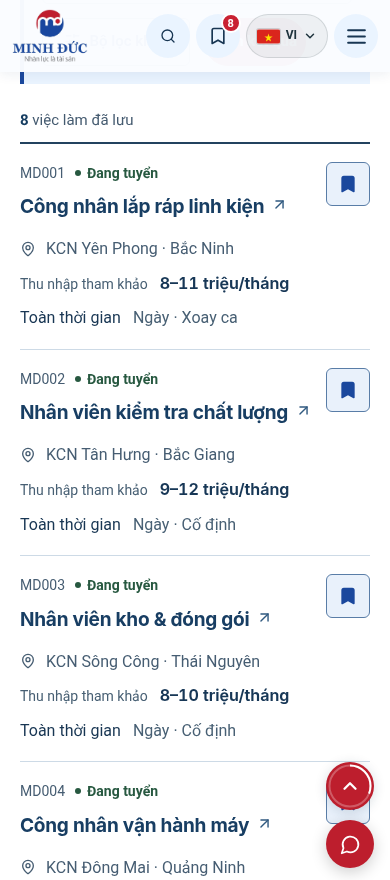 MINH ĐỨC
Nhân lực là tài sản
8
VI
8 việc làm đã lưu
MD001 Đang tuyển
Công nhân lắp ráp linh kiện
KCN Yên Phong · Bắc Ninh
Thu nhập tham khảo 8–11 triệu/tháng
Toàn thời gian Ngày · Xoay ca
MD002 Đang tuyển
Nhân viên kiểm tra chất lượng
KCN Tân Hưng · Bắc Giang
Thu nhập tham khảo 9–12 triệu/tháng
Toàn thời gian Ngày · Cố định
MD003 Đang tuyển
Nhân viên kho & đóng gói
KCN Sông Công · Thái Nguyên
Thu nhập tham khảo 8–10 triệu/tháng
Toàn thời gian Ngày · Cố định
MD004 Đang tuyển
Công nhân vận hành máy
KCN Đông Mai · Quảng Ninh